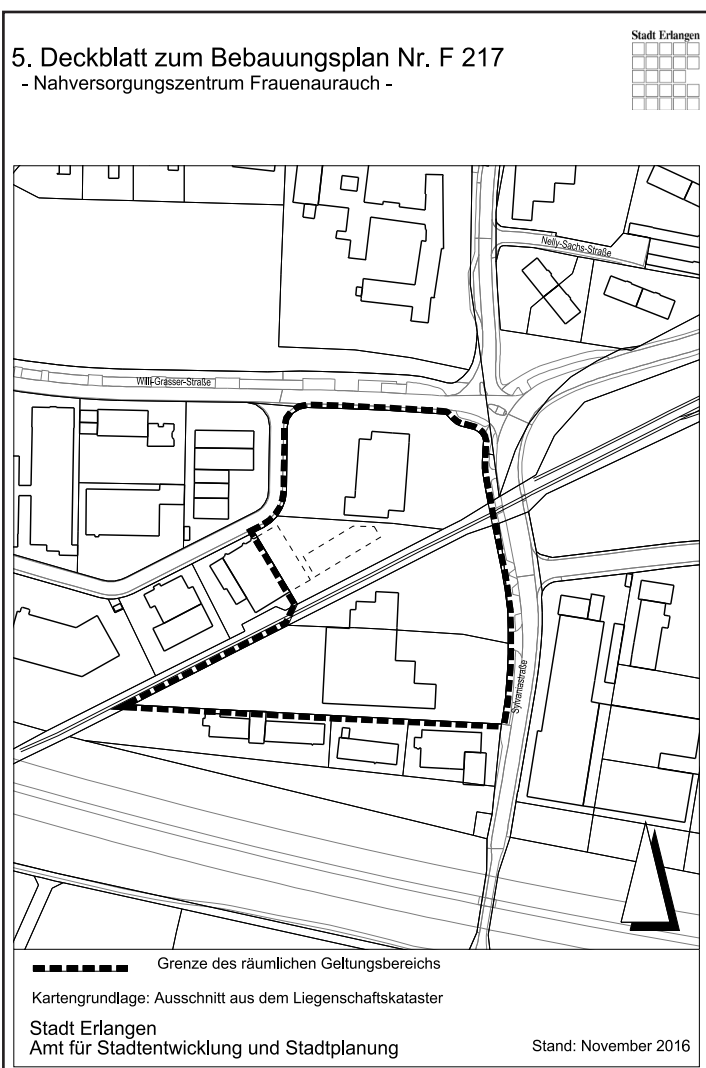 Stadt Erlangen
5. Deckblatt zum Bebauungsplan Nr. F 217
- Nahversorgungszentrum Frauenaurach -
Nelly-Sachs-Straße
Willi-Grasser-Straße
Sylvaniastraße
Grenze des räumlichen Geltungsbereichs
Kartengrundlage: Ausschnitt aus dem Liegenschaftskataster
Stadt Erlangen
Amt für Stadtentwicklung und Stadtplanung
Stand: November 2016